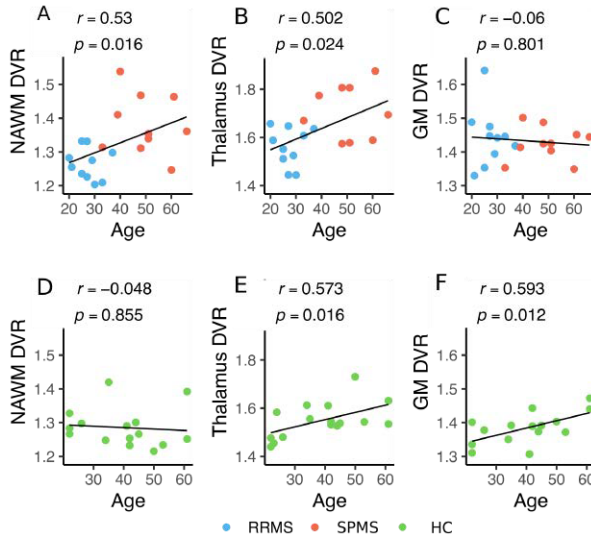 A
r = 0.53
p = 0.016
NAWM DVR
1.5
1.4
1.3
1.2
20 30 40 50 60
Age
B
r = 0.502
p = 0.024
Thalamus DVR
1.8
1.6
1.4
20 30 40 50 60
Age
C
r = −0.06
p = 0.801
GM DVR
1.6
1.5
1.4
1.3
20 30 40 50 60
Age
D
r = −0.048
p = 0.855
NAWM DVR
1.5
1.4
1.3
1.2
30 40 50 60
Age
E
r = 0.573
p = 0.016
Thalamus DVR
1.8
1.6
1.4
30 40 50 60
Age
F
r = 0.593
p = 0.012
GM DVR
1.6
1.5
1.4
1.3
30 40 50 60
Age
RRMS SPMS HC